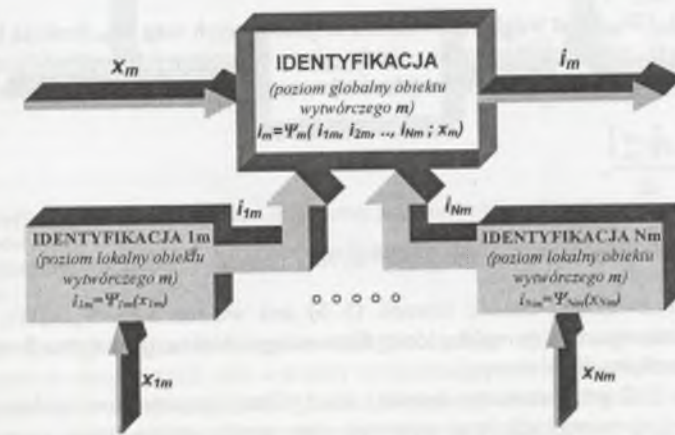 x_m
i_m
IDENTYFIKACJA
(poziom globalny obiektu
wytwórczego m)
i_m=Ψ_m( i_1m, i_2m, .., i_Nm ; x_m)
i_1m
i_Nm
IDENTYFIKACJA 1m
(poziom lokalny obiektu
wytwórczego m)
i_1m=Ψ_1m(x_1m)
IDENTYFIKACJA Nm
(poziom lokalny obiektu
wytwórczego m)
i_Nm=Ψ_Nm(x_Nm)
x_1m
x_Nm